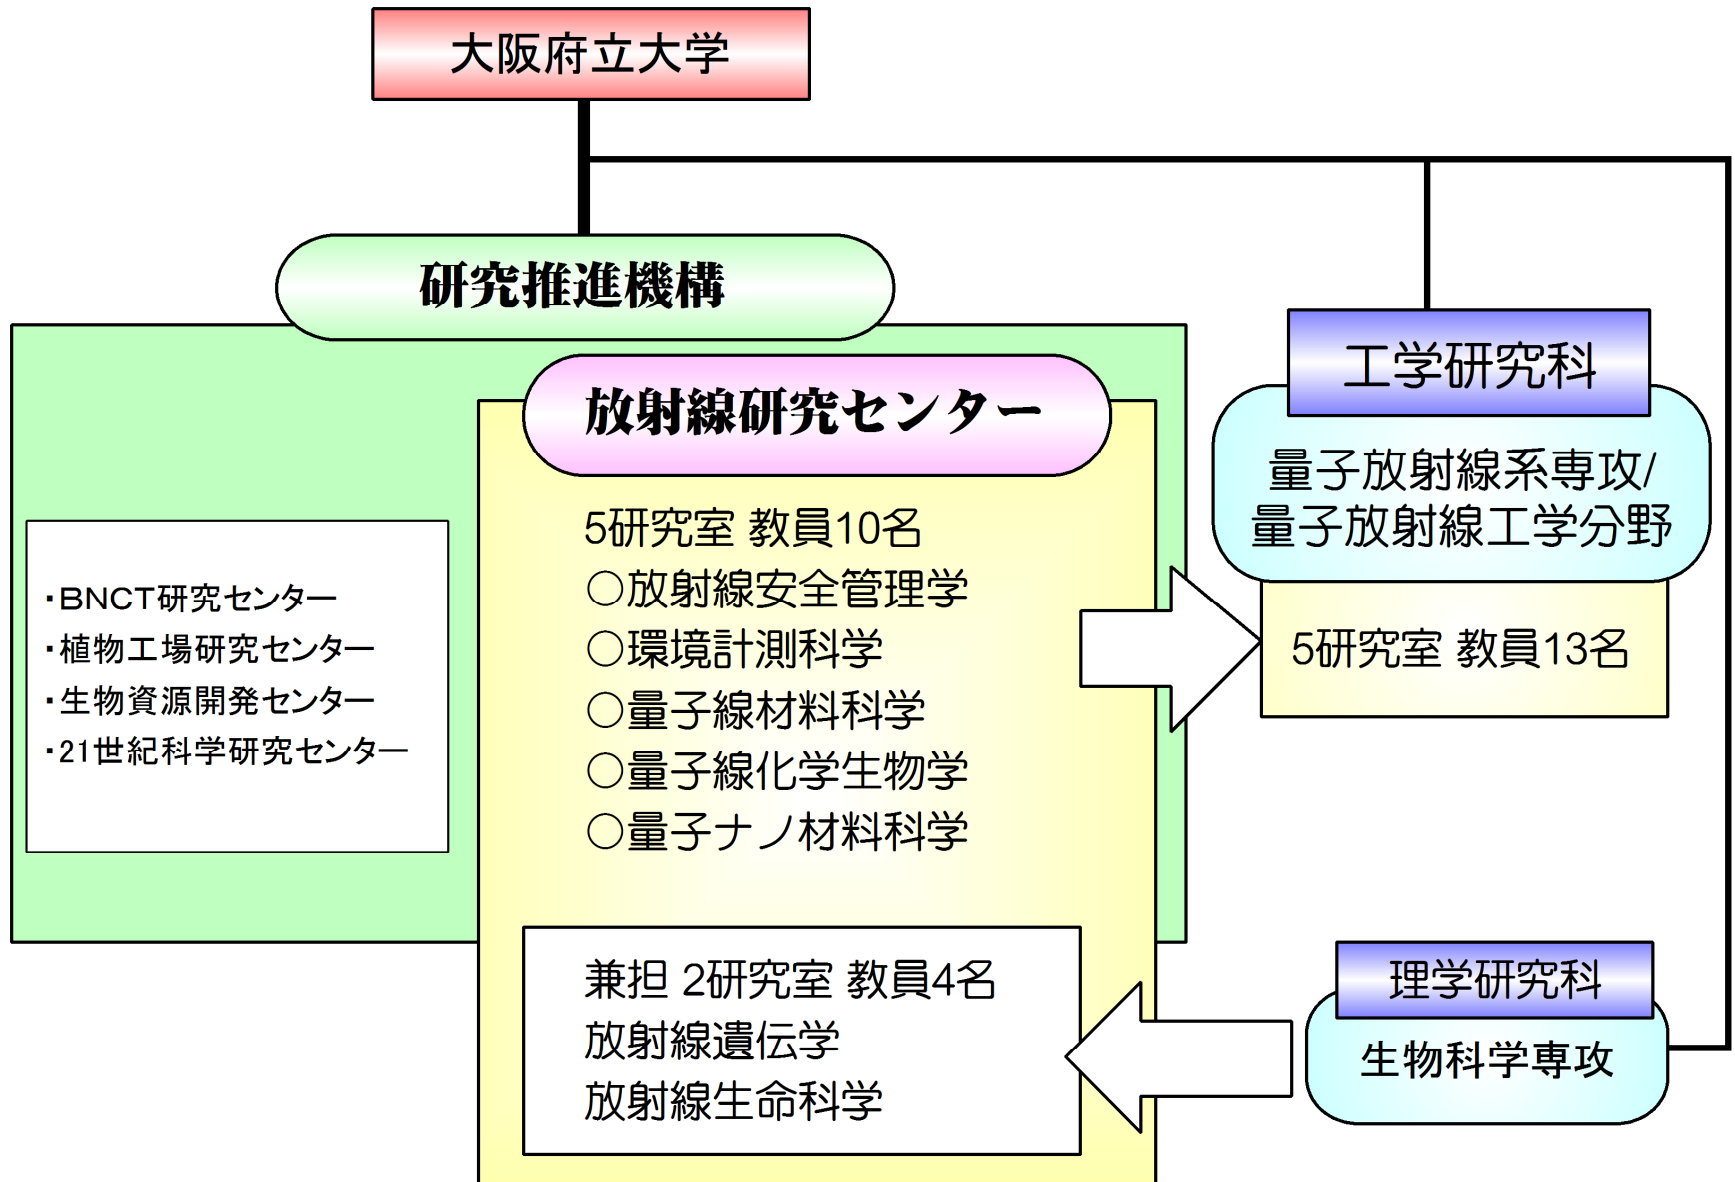 大阪府立大学
研究推進機構
放射線研究センター
・BNCT研究センター
・植物工場研究センター
・生物資源開発センター
・21世紀科学研究センター
5研究室 教員10名
○放射線安全管理学
○環境計測科学
○量子線材料科学
○量子線化学生物学
○量子ナノ材料科学
兼担 2研究室 教員4名
放射線遺伝学
放射線生命科学
工学研究科
量子放射線系専攻/
量子放射線工学分野
5研究室 教員13名
理学研究科
生物科学専攻